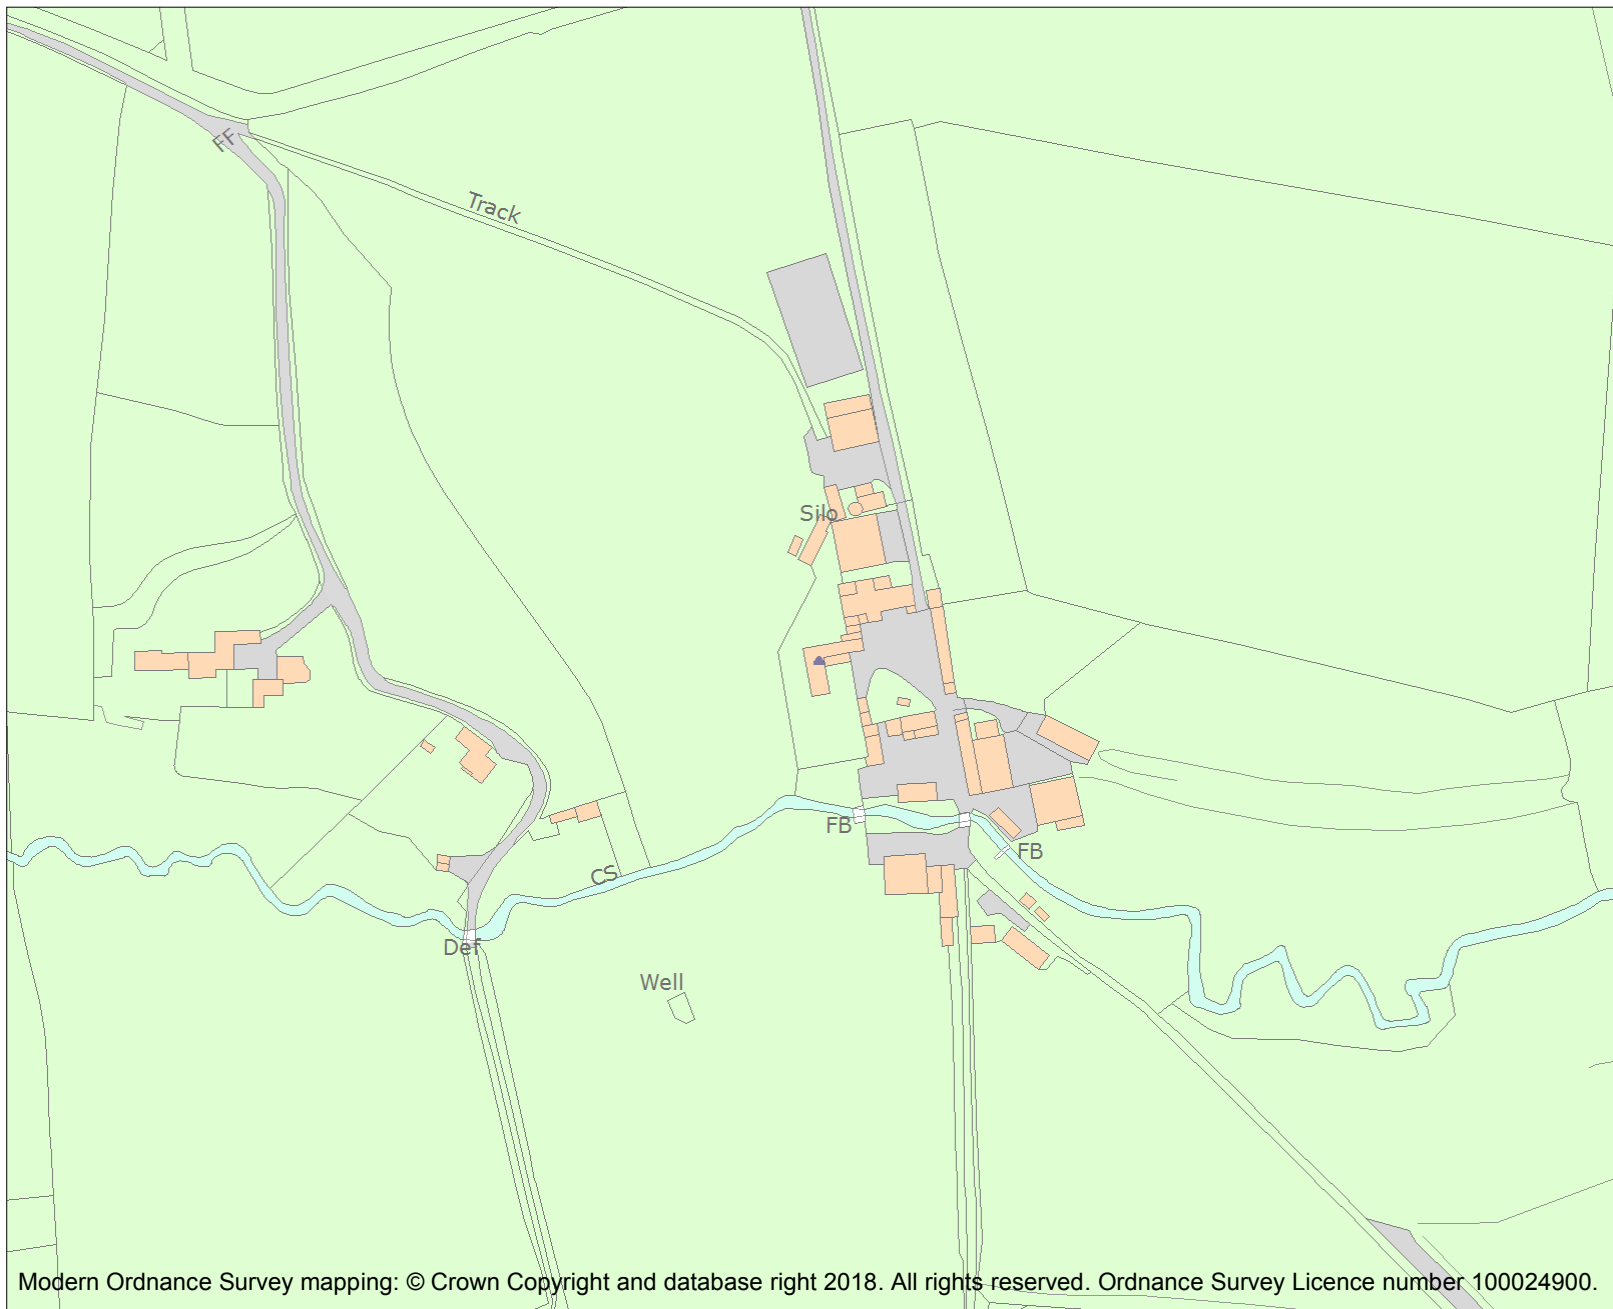 FF
Track
Silo
FB
FB
CS
Def
Well
Modern Ordnance Survey mapping: © Crown Copyright and database right 2018. All rights reserved. Ordnance Survey Licence number 100024900.